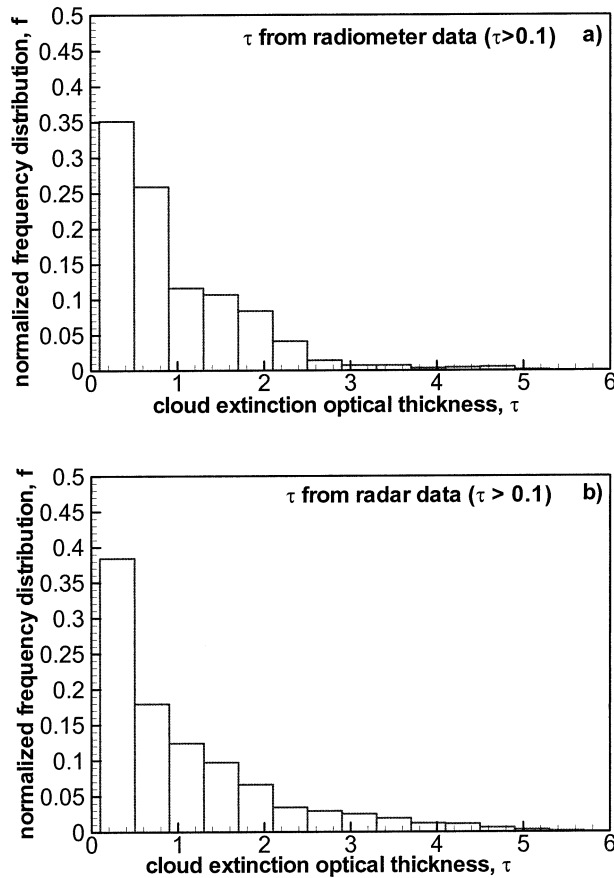 0.5
τ from radiometer data (τ>0.1) a)
0.45
0.4
0.35
0.3
0.25
0.2
0.15
0.1
0.05
0
normalized frequency distribution, f
0 1 2 3 4 5 6
cloud extinction optical thickness, τ
0.5
τ from radar data (τ > 0.1) b)
0.45
0.4
0.35
0.3
0.25
0.2
0.15
0.1
0.05
0
normalized frequency distribution, f
0 1 2 3 4 5 6
cloud extinction optical thickness, τ